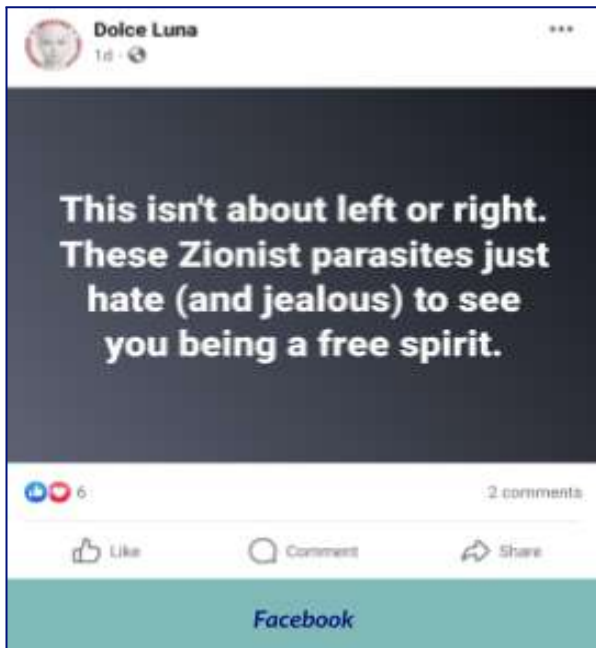 Dolce Luna
1d
This isn't about left or right.
These Zionist parasites just
hate (and jealous) to see
you being a free spirit.
6
2 comments
Like
Comment
Share
Facebook